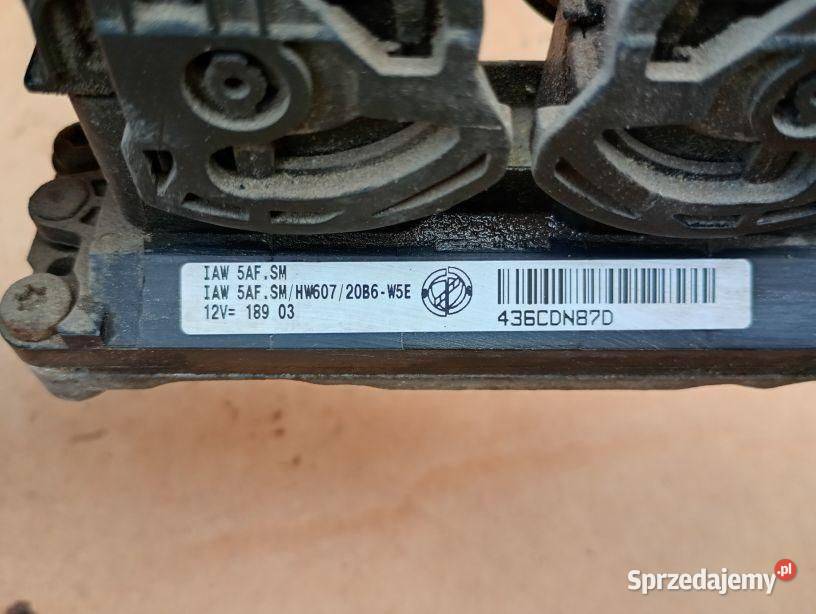 IAW 5AF.SM
IAW 5AF.SM/HW607/20B6-W5E
12V= 189 03
436CDN87D
Sprzedajemy.pl